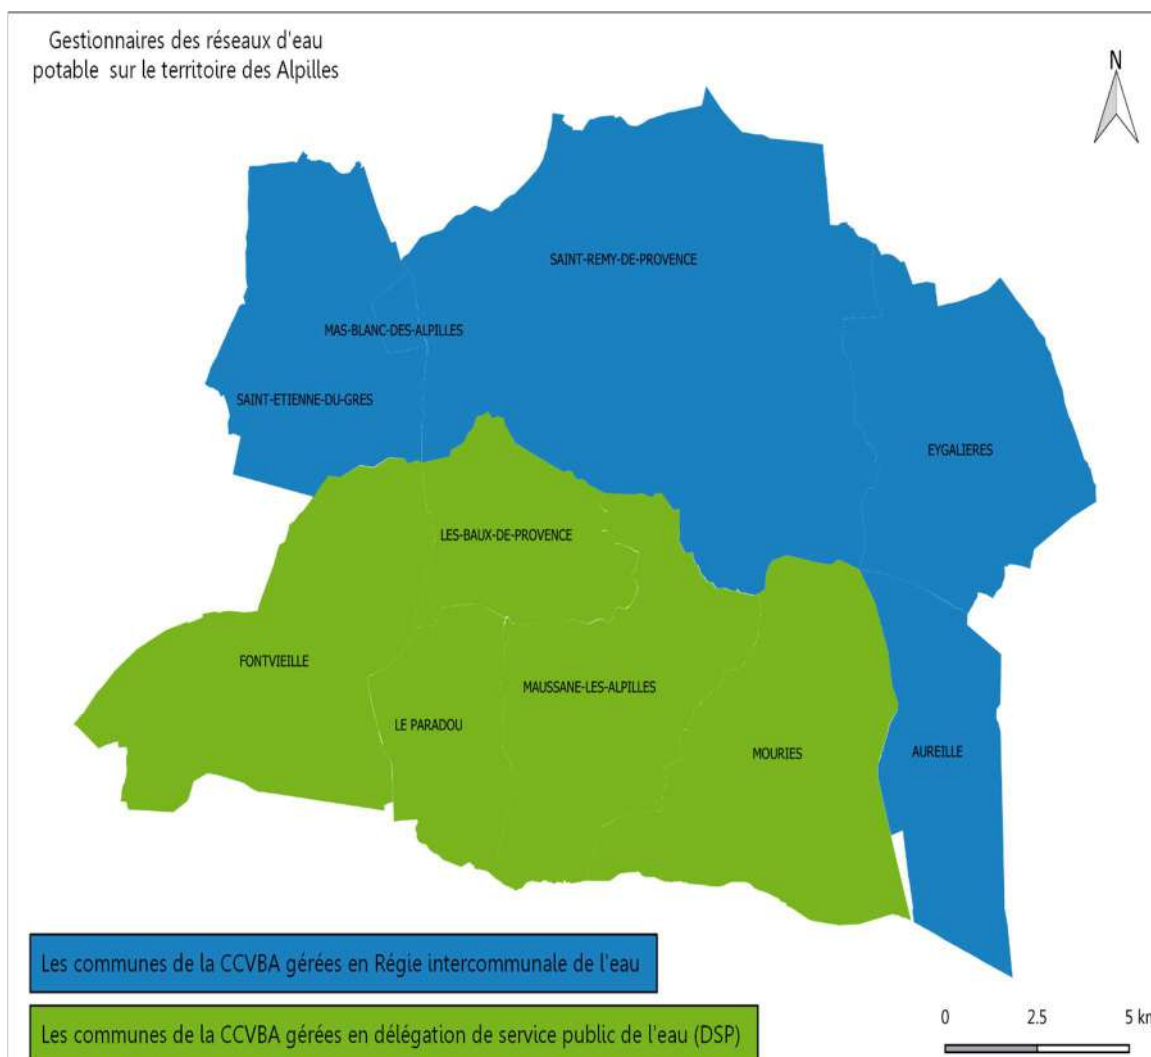 Gestionnaires des réseaux d'eau
potable sur le territoire des Alpilles
N
SAINT-REMY-DE-PROVENCE
MAS-BLANC-DES-ALPILLES
SAINT-ETIENNE-DU-GRES
EYGALIERES
LES-BAUX-DE-PROVENCE
FONTVIEILLE
MAUSSANE-LES-ALPILLES
LE PARADOU
MOURIES
AUREILLE
Les communes de la CCVBA gérées en Régie intercommunale de l'eau
Les communes de la CCVBA gérées en délégation de service public de l'eau (DSP)
0 2.5 5 km